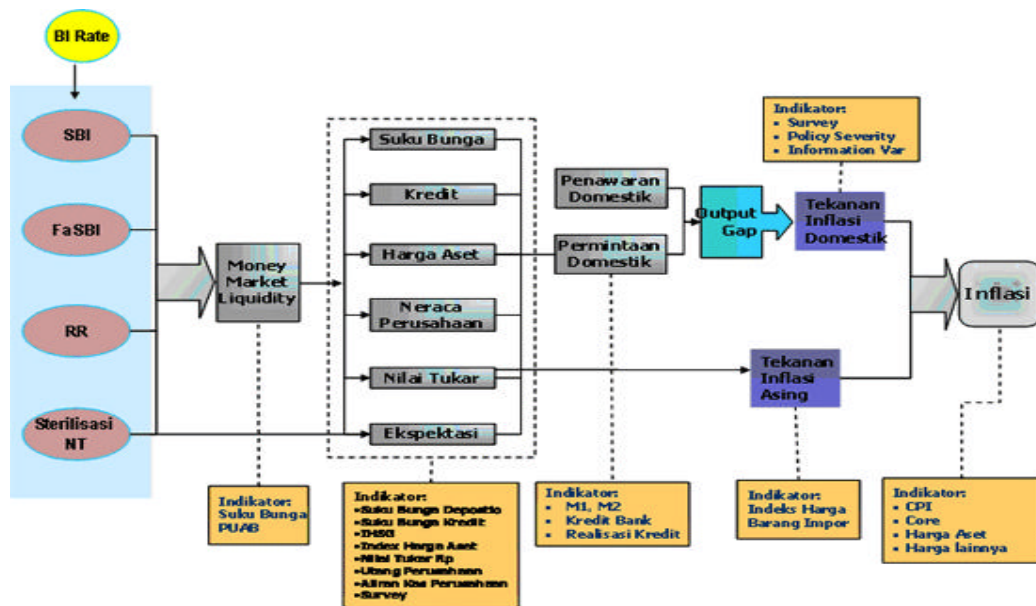 BI Rate
SBI
FaSBI
RR
Sterilisasi
NT
Money
Market
Liquidity
Suku Bunga
Kredit
Harga Aset
Neraca
Perusahaan
Nilai Tukar
Ekspektasi
Penawaran
Domestik
Permintaan
Domestik
Output
Gap
Indikator:
• Survey
• Policy Severity
• Information Var
Tekanan
Inflasi
Domestik
Tekanan
Inflasi
Asing
Inflasi
Indikator:
Suku Bunga
PUAB
Indikator:
•Suku Bunga Deposito
•Suku Bunga Kredit
•IHSG
•Index Harga Aset
•Nilai Tukar Rp
•Utang Perusahaan
•Aliran Kas Perusahaan
•Survey
Indikator:
• M1, M2
• Kredit Bank
• Realisasi Kredit
Indikator:
Indeks Harga
Barang Impor
Indikator:
• CPI
• Core
• Harga Aset
• Harga lainnya